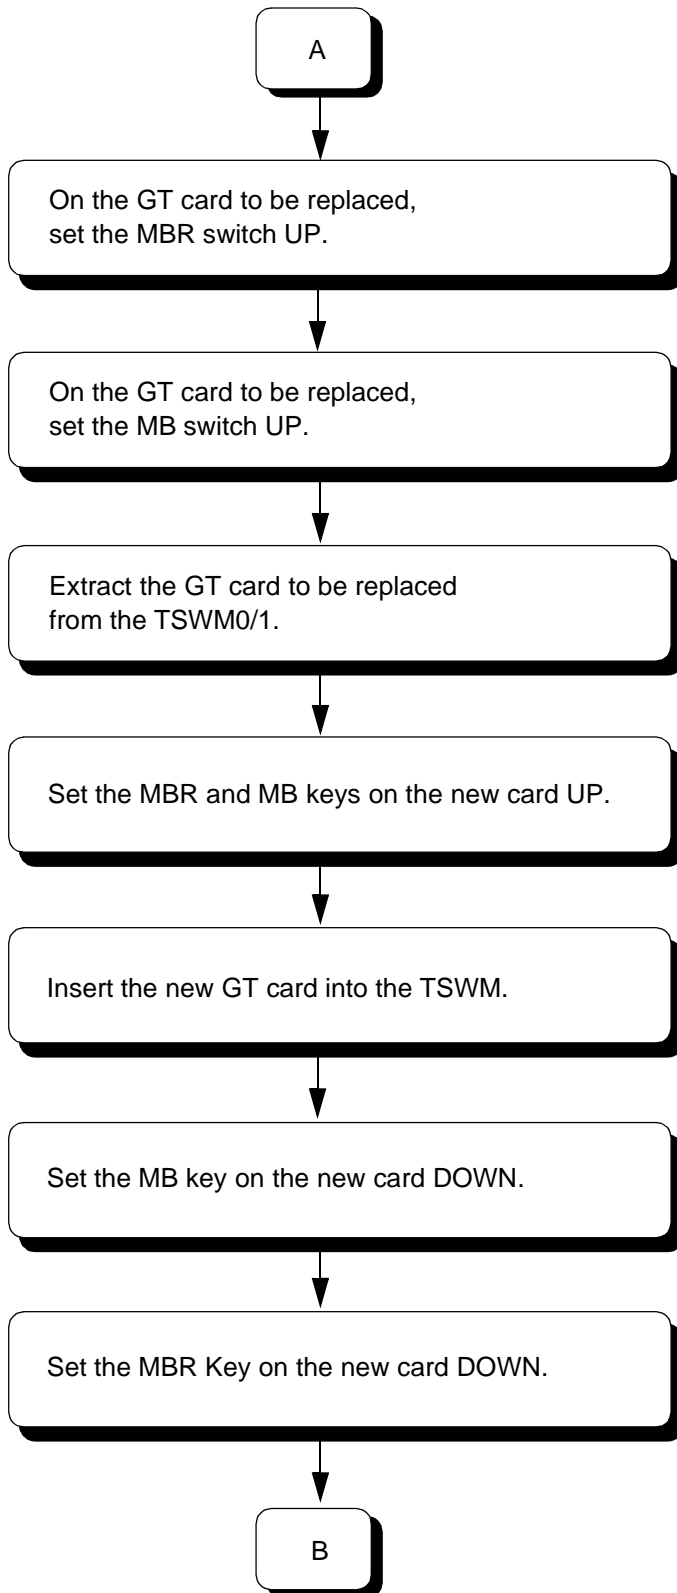 A
On the GT card to be replaced,
set the MBR switch UP.
On the GT card to be replaced,
set the MB switch UP.
Extract the GT card to be replaced
from the TSWM0/1.
Set the MBR and MB keys on the new card UP.
Insert the new GT card into the TSWM.
Set the MB key on the new card DOWN.
Set the MBR Key on the new card DOWN.
B